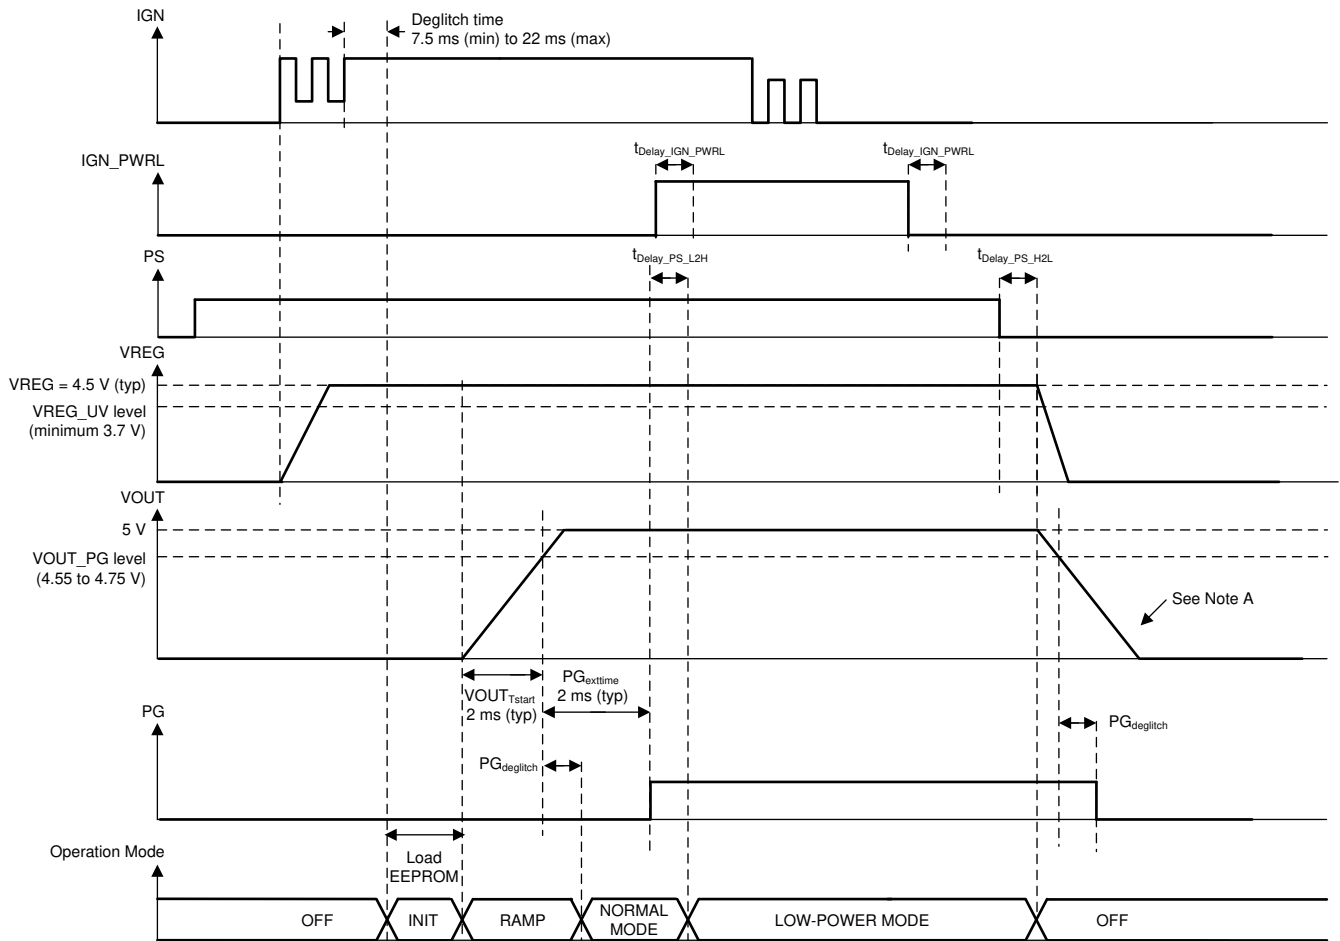 IGN
Deglitch time
7.5 ms (min) to 22 ms (max)
IGN_PWRL
tDelay_IGN_PWRL
tDelay_IGN_PWRL
PS
tDelay_PS_L2H
tDelay_PS_H2L
VREG
VREG = 4.5 V (typ)
VREG_UV level
(minimum 3.7 V)
VOUT
5 V
VOUT_PG level
(4.55 to 4.75 V)
See Note A
VOUTTstart
2 ms (typ)
PGexttime
2 ms (typ)
PG
PGdeglitch
PGdeglitch
Load
EEPROM
Operation Mode
OFF
INIT
RAMP
NORMAL
MODE
LOW-POWER MODE
OFF